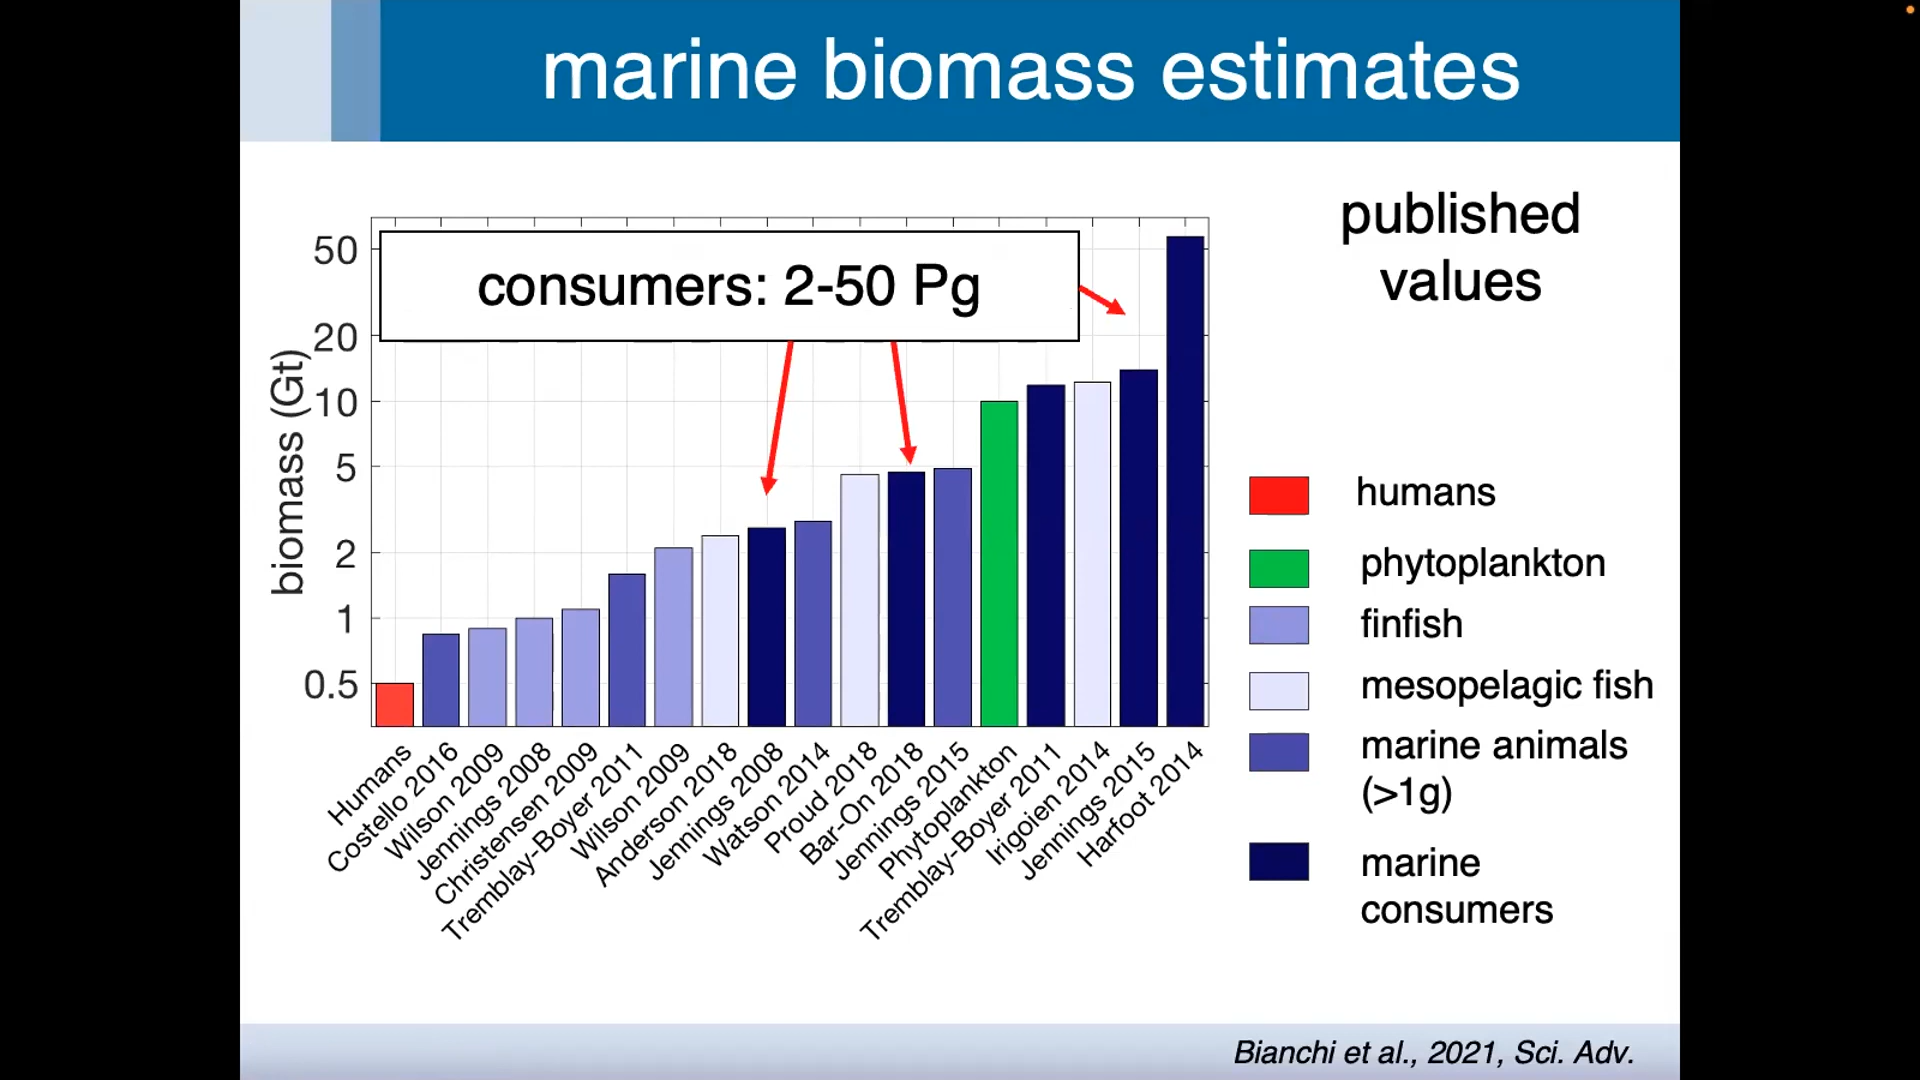 marine biomass estimates
published
values
consumers: 2-50 Pg
biomass (Gt)
50
20
10
5
2
1
0.5
Humans
Costello 2016
Wilson 2009
Jennings 2008
Christensen 2009
Tremblay-Boyer 2011
Wilson 2009
Anderson 2018
Jennings 2008
Watson 2014
Proud 2018
Bar-On 2018
Jennings 2015
Phytoplankton
Tremblay-Boyer 2011
Irigoien 2014
Jennings 2015
Harfoot 2014
humans
phytoplankton
finfish
mesopelagic fish
marine animals
(>1g)
marine
consumers
Bianchi et al., 2021, Sci. Adv.